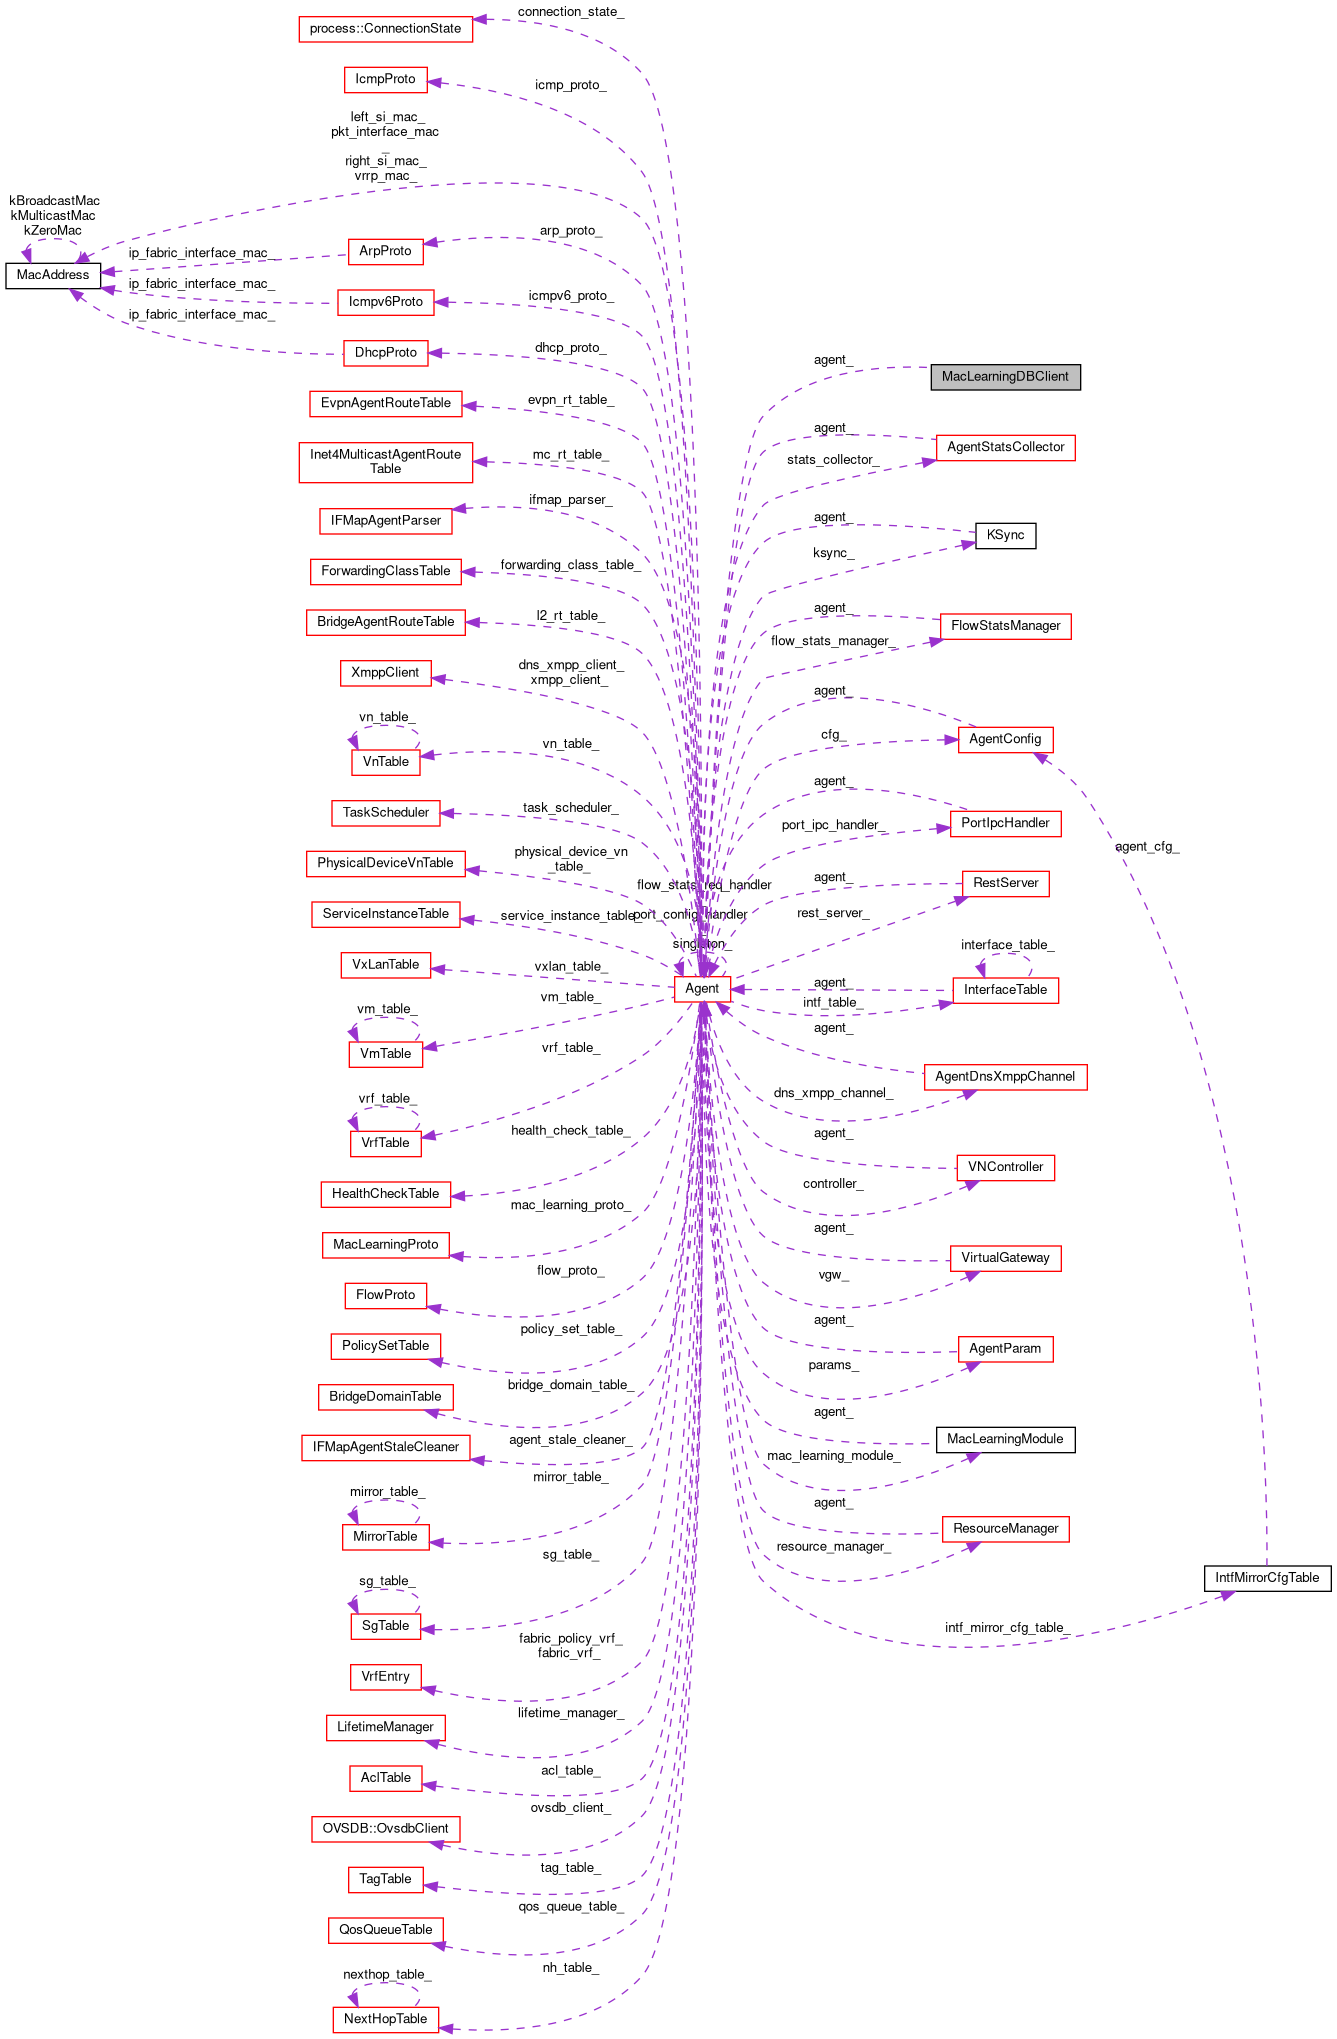 connection_state_
process::ConnectionState
IcmpProto
icmp_proto_
left_si_mac_
pkt_interface_mac
_
right_si_mac_
vrrp_mac_
kBroadcastMac
kMulticastMac
kZeroMac
MacAddress
ip_fabric_interface_mac_
ArpProto
arp_proto_
ip_fabric_interface_mac_
Icmpv6Proto
icmpv6_proto_
ip_fabric_interface_mac_
DhcpProto
dhcp_proto_
EvpnAgentRouteTable
evpn_rt_table_
Inet4MulticastAgentRoute
Table
mc_rt_table_
IFMapAgentParser
ifmap_parser_
ForwardingClassTable
forwarding_class_table_
BridgeAgentRouteTable
l2_rt_table_
XmppClient
dns_xmpp_client_
xmpp_client_
vn_table_
VnTable
vn_table_
TaskScheduler
task_scheduler_
PhysicalDeviceVnTable
physical_device_vn
_table_
ServiceInstanceTable
service_instance_table_
VxLanTable
vxlan_table_
vm_table_
VmTable
vm_table_
vrf_table_
VrfTable
vrf_table_
HealthCheckTable
health_check_table_
MacLearningProto
mac_learning_proto_
FlowProto
flow_proto_
PolicySetTable
policy_set_table_
BridgeDomainTable
bridge_domain_table_
IFMapAgentStaleCleaner
agent_stale_cleaner_
mirror_table_
MirrorTable
mirror_table_
sg_table_
SgTable
sg_table_
VrfEntry
fabric_policy_vrf_
fabric_vrf_
LifetimeManager
lifetime_manager_
AclTable
acl_table_
OVSDB::OvsdbClient
ovsdb_client_
TagTable
tag_table_
QosQueueTable
qos_queue_table_
nexthop_table_
NextHopTable
nh_table_
flow_stats_req_handler
_
port_config_handler
_
singleton_
Agent
agent_
MacLearningDBClient
agent_
stats_collector_
AgentStatsCollector
agent_
ksync_
KSync
agent_
flow_stats_manager_
FlowStatsManager
agent_
cfg_
AgentConfig
agent_
port_ipc_handler_
PortIpcHandler
agent_cfg_
agent_
rest_server_
RestServer
interface_table_
agent_
intf_table_
InterfaceTable
agent_
AgentDnsXmppChannel
dns_xmpp_channel_
agent_
VNController
controller_
agent_
VirtualGateway
vgw_
agent_
AgentParam
params_
agent_
MacLearningModule
mac_learning_module_
agent_
ResourceManager
resource_manager_
IntfMirrorCfgTable
intf_mirror_cfg_table_